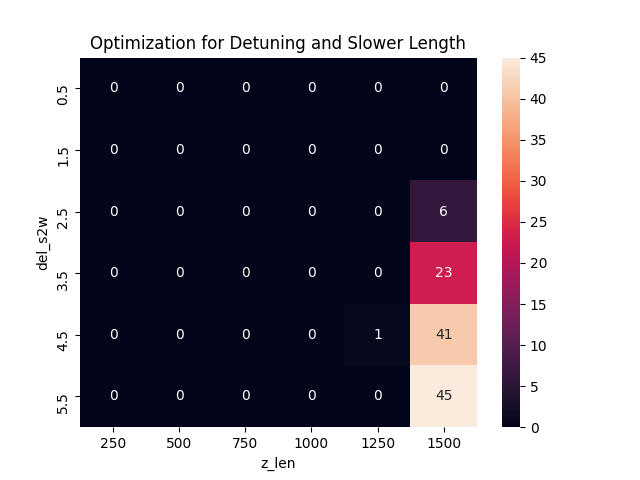 Optimization for Detuning and Slower Length
del_s2w
0.5 0 0 0 0 0 0
1.5 0 0 0 0 0 0
2.5 0 0 0 0 0 6
3.5 0 0 0 0 0 23
4.5 0 0 0 0 1 41
5.5 0 0 0 0 0 45
250 500 750 1000 1250 1500
z_len
45
40
35
30
25
20
15
10
5
0